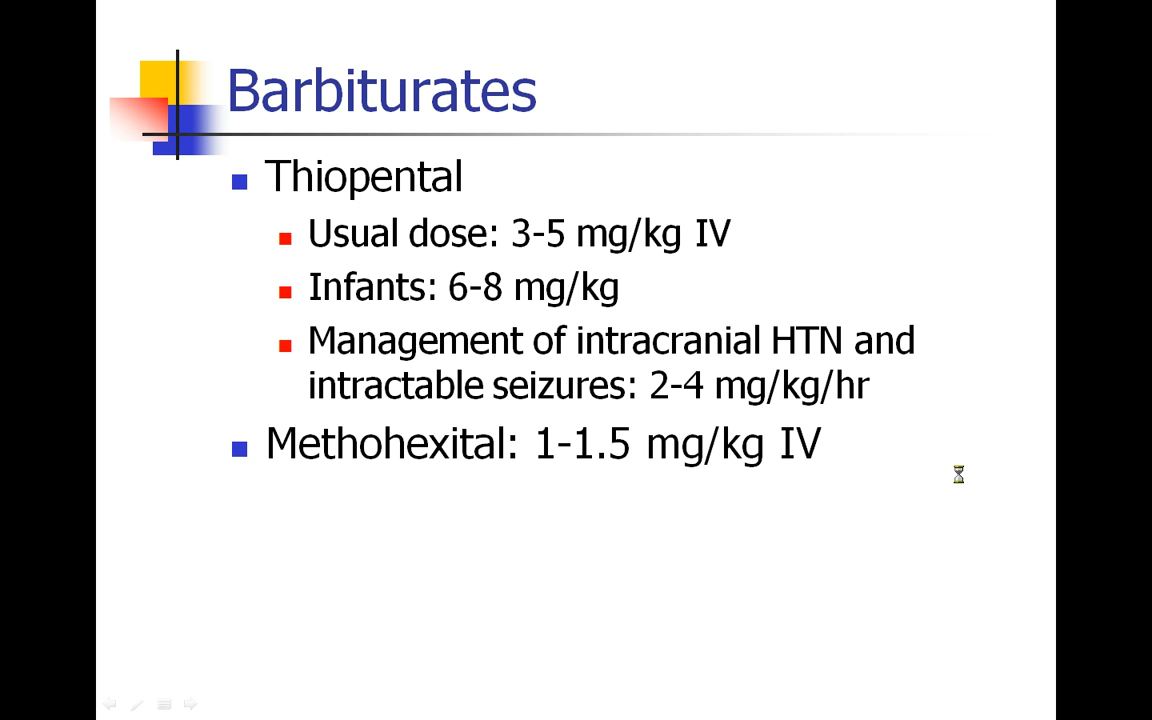 Barbiturates
Thiopental
Usual dose: 3-5 mg/kg IV
Infants: 6-8 mg/kg
Management of intracranial HTN and
intractable seizures: 2-4 mg/kg/hr
Methohexital: 1-1.5 mg/kg IV